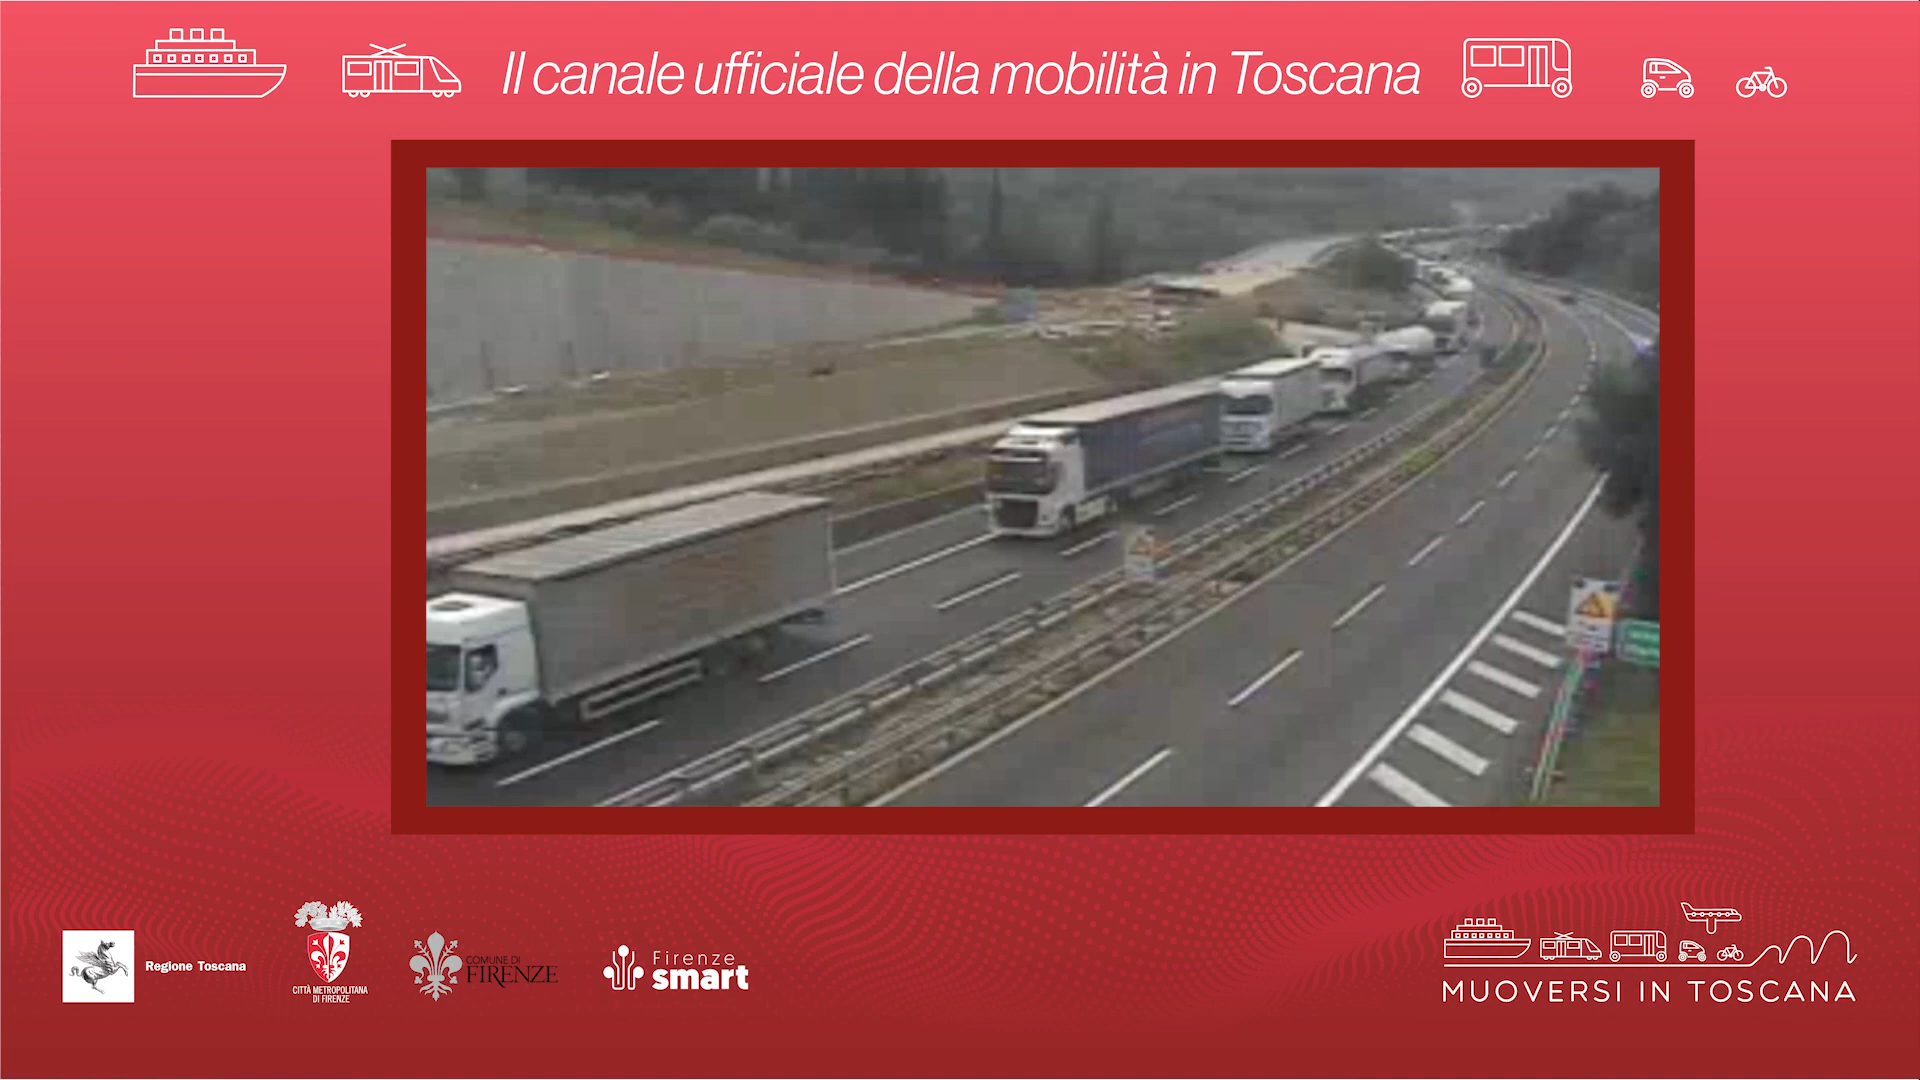 Il canale ufficiale della mobilità in Toscana
Regione Toscana
CITTÀ METROPOLITANA
DI FIRENZE
COMUNE DI
FIRENZE
Firenze
smart
MUOVERSI IN TOSCANA